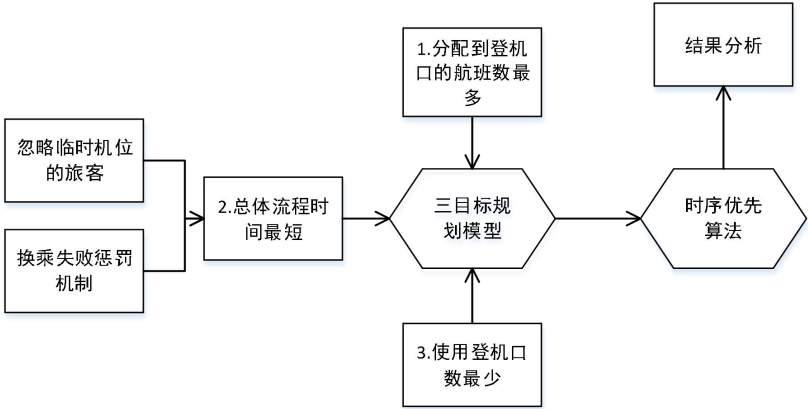 忽略临时机位
的旅客
换乘失败惩罚
机制
2.总体流程时
间最短
1.分配到登机
口的航班数最
多
三目标规
划模型
3.使用登机口
数最少
时序优先
算法
结果分析